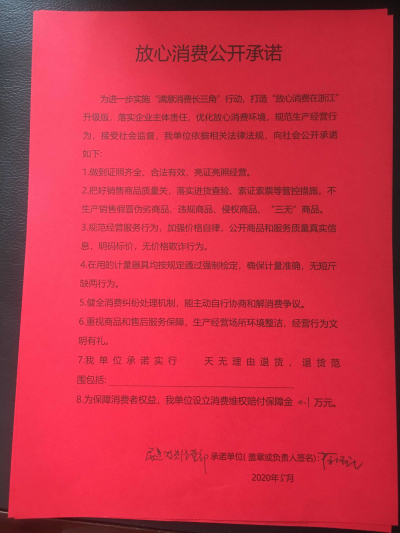 放心消费公开承诺
为进一步实施“满意消费长三角”行动，打造“放心消费在浙江”
升级版，落实企业主体责任，优化放心消费环境，规范生产经营行
为，接受社会监督，我单位依据相关法律法规，向社会公开承诺
如下：
1.做到证照齐全、合法有效、亮证亮照经营。
2.把好销售商品质量关，落实进货查验、索证索票等管控措施，不
生产销售假冒伪劣商品、违规商品、侵权商品、“三无”商品。
3.规范经营服务行为，加强价格自律，公开商品和服务质量真实信
息，明码标价，无价格欺诈行为。
4.在用的计量器具均按规定通过强制检定，确保计量准确，无短斤
缺两行为。
5.健全消费纠纷处理机制，能主动自行协商和解消费争议。
6.重视商品和售后服务保障，生产经营场所环境整洁，经营行为文
明有礼。
7.我单位承诺实行 天无理由退货，退货范
围包括:
8.为保障消费者权益，我单位设立消费维权赔付保障金 万元。
承诺单位(盖章或负责人签名):
2020年5月